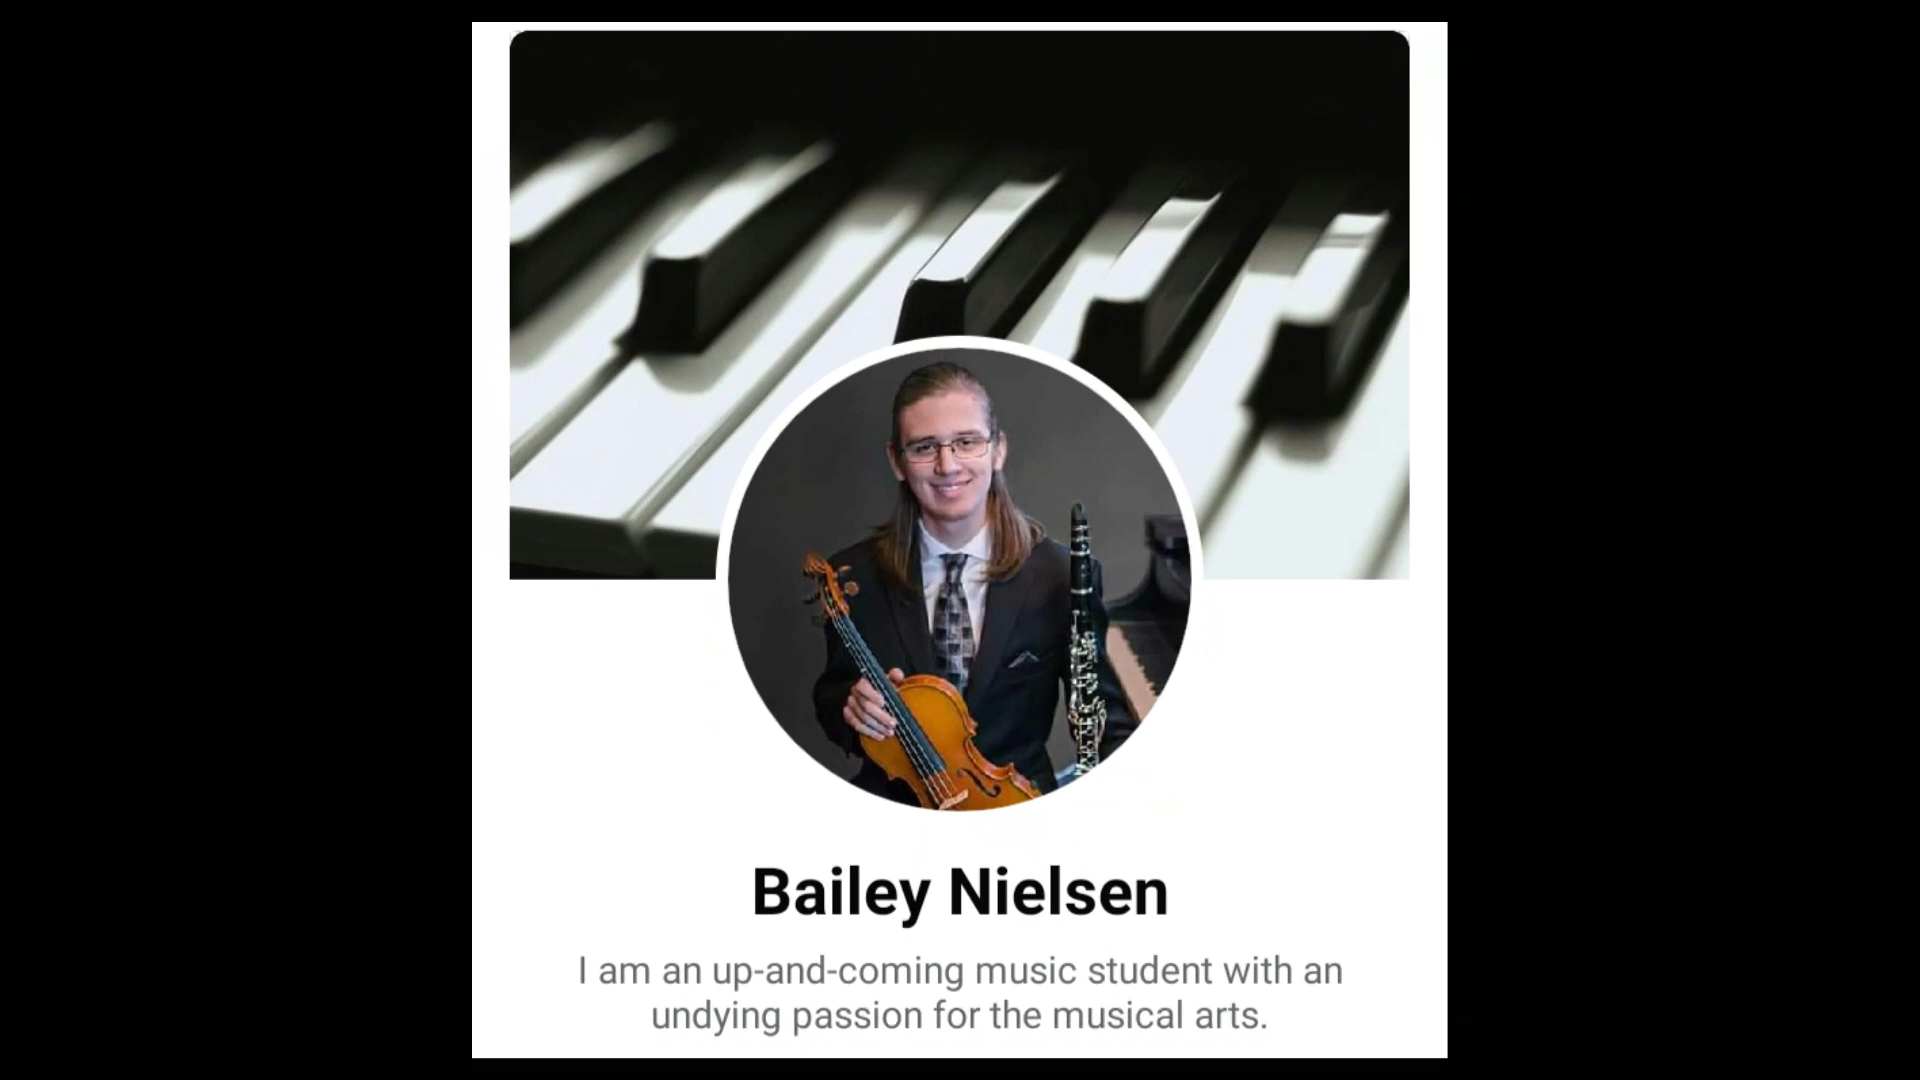 Bailey Nielsen
I am an up-and-coming music student with an
undying passion for the musical arts.